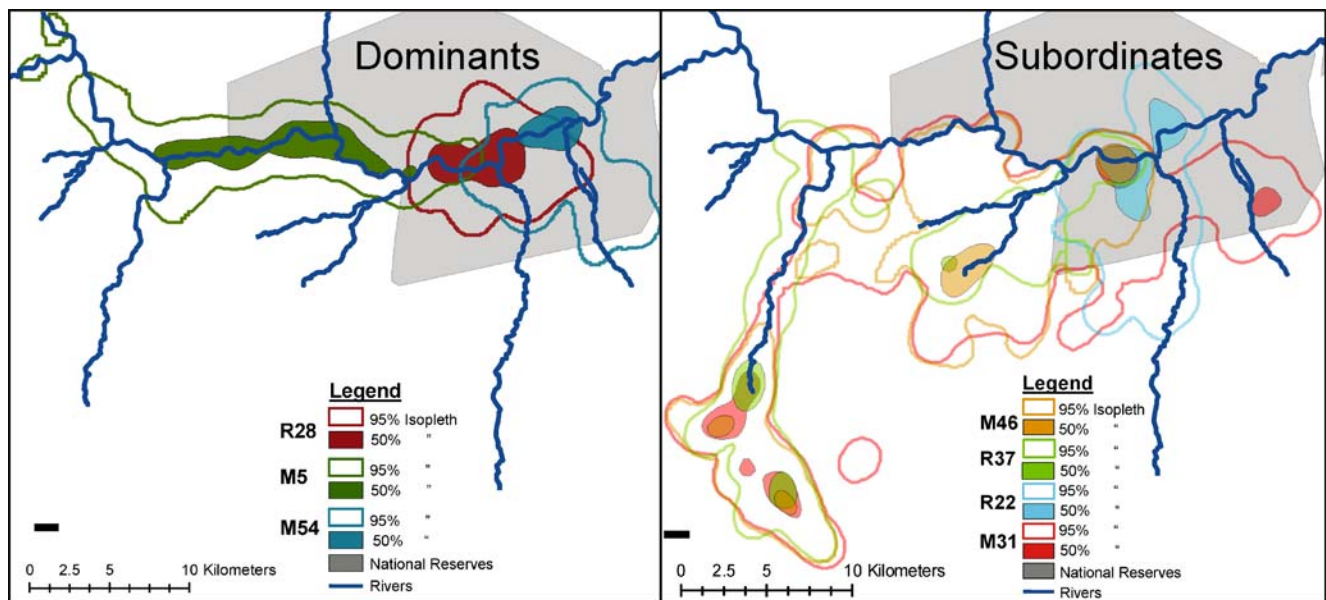 Dominants
Legend
R28
95% Isopleth
50% "
M5
95% "
50% "
M54
95% "
50% "
National Reserves
Rivers
0 2.5 5 10 Kilometers
Subordinates
Legend
M46
95% Isopleth
50% "
R37
95% "
50% "
R22
95% "
50% "
M31
95% "
50% "
National Reserves
Rivers
0 2.5 5 10 Kilometers